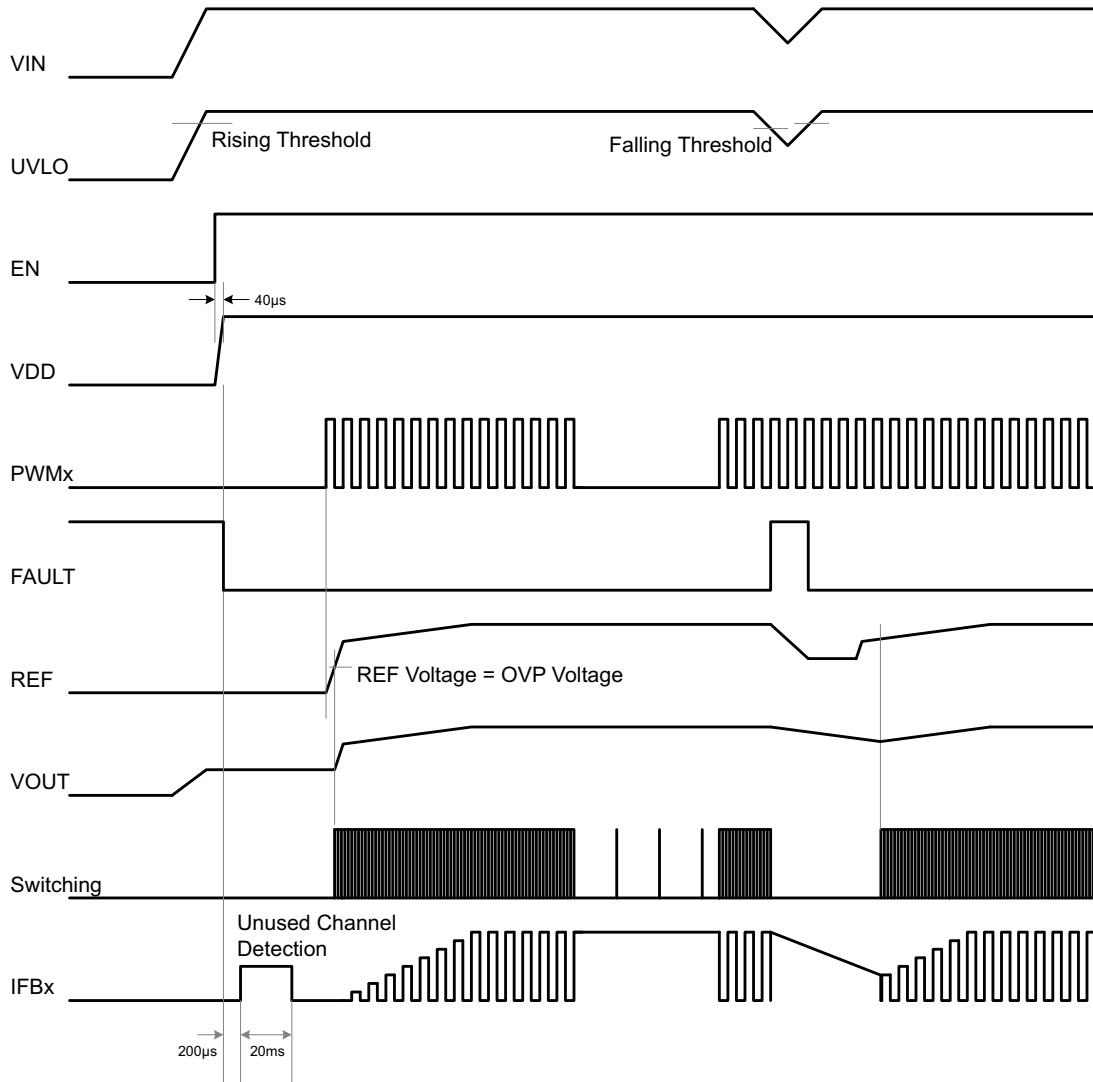 VIN
UVLO
Rising Threshold
Falling Threshold
EN
40µs
VDD
PWMx
FAULT
REF
REF Voltage = OVP Voltage
VOUT
Switching
Unused Channel
Detection
IFBx
200µs
20ms